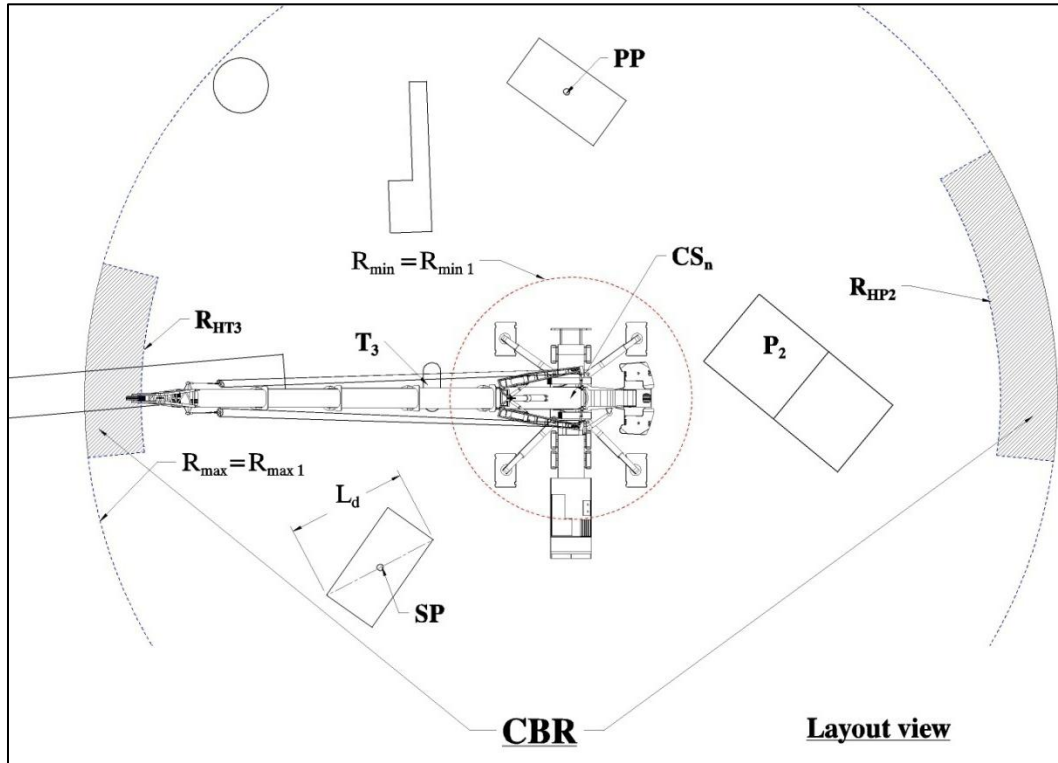 PP
R_min = R_min 1
CS_n
R_HP2
R_HT3
T_3
P_2
R_max = R_max 1
L_d
SP
CBR
Layout view